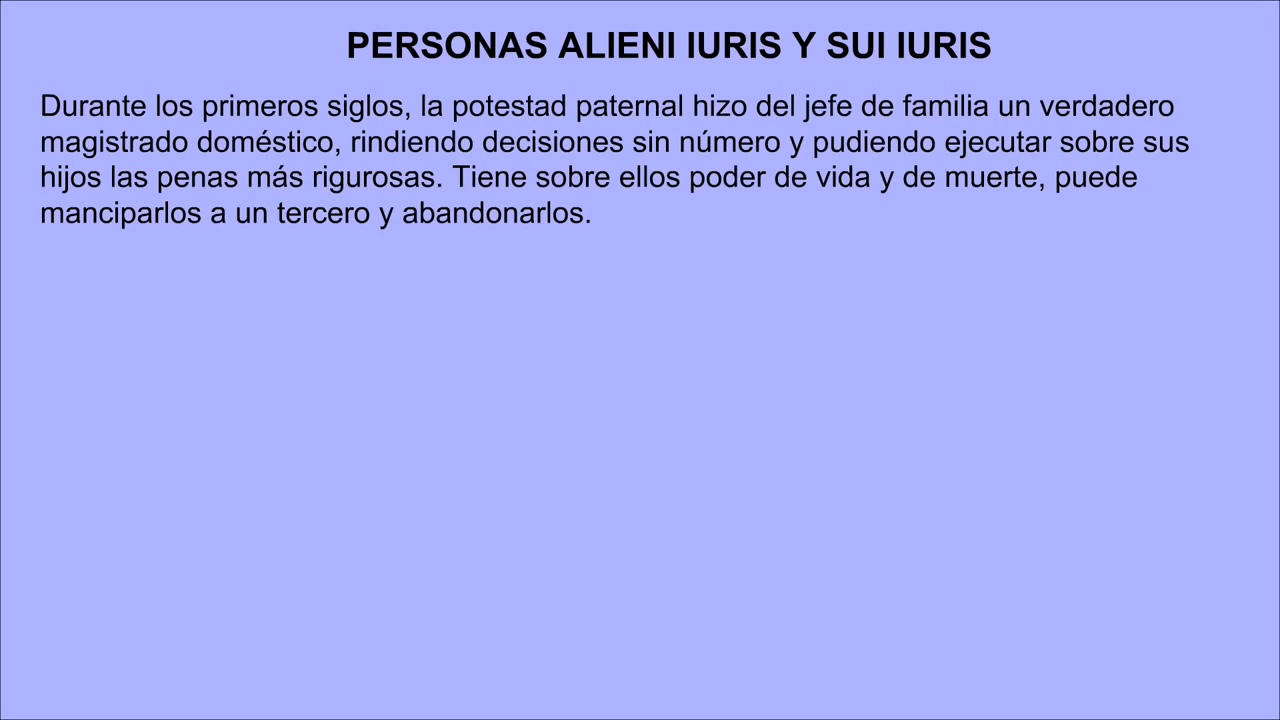 PERSONAS ALIENI IURIS Y SUI IURIS
Durante los primeros siglos, la potestad paternal hizo del jefe de familia un verdadero
magistrado doméstico, rindiendo decisiones sin número y pudiendo ejecutar sobre sus
hijos las penas más rigurosas. Tiene sobre ellos poder de vida y de muerte, puede
manciparlos a un tercero y abandonarlos.